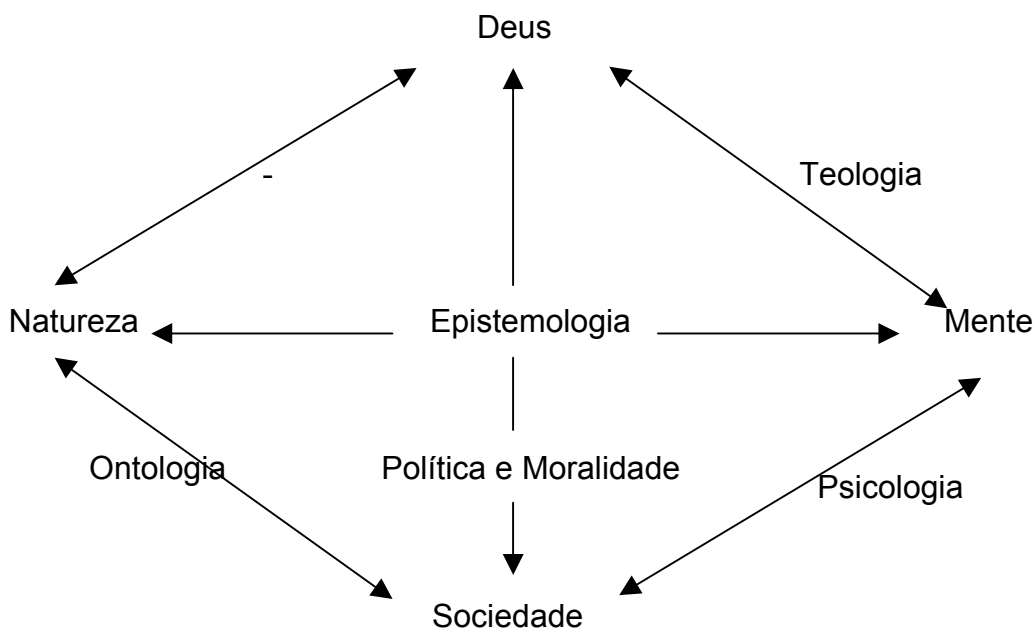 Deus
-
Teologia
Natureza
Epistemologia
Mente
Ontologia
Política e Moralidade
Psicologia
Sociedade